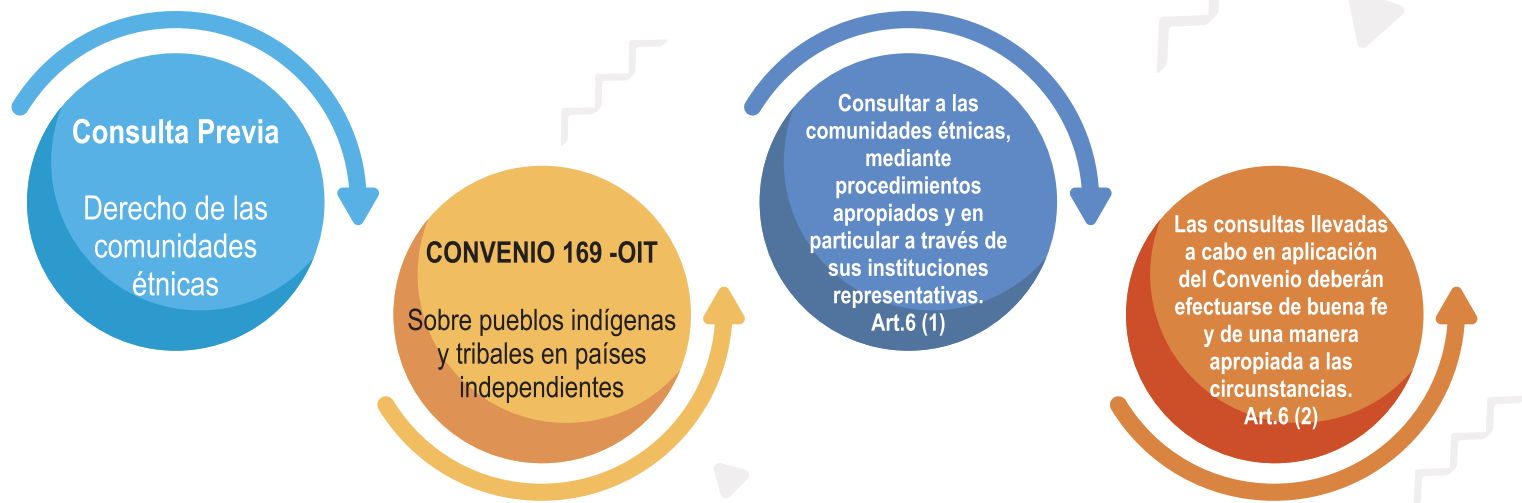 Consulta Previa
Derecho de las
comunidades
étnicas
CONVENIO 169 -OIT
Sobre pueblos indígenas
y tribales en países
independientes
Consultar a las
comunidades étnicas,
mediante
procedimientos
apropiados y en
particular a través de
sus instituciones
representativas.
Art.6 (1)
Las consultas llevadas
a cabo en aplicación
del Convenio deberán
efectuarse de buena fe
y de una manera
apropiada a las
circunstancias.
Art.6 (2)